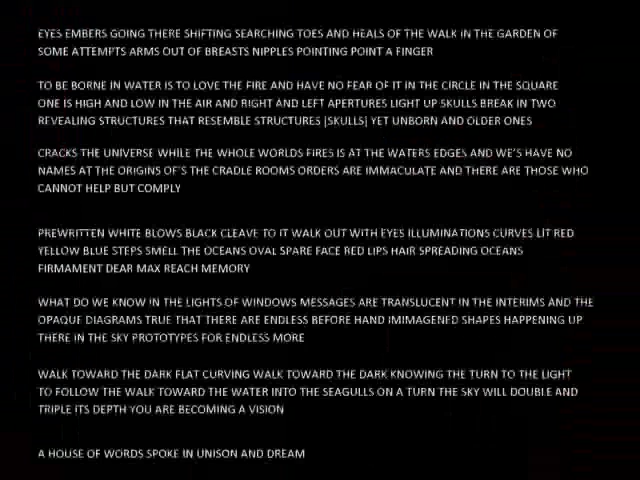 EYES EMBERS GOING THERE SHIFTING SEARCHING TOES AND HEALS OF THE WALK IN THE GARDEN OF
SOME ATTEMPTS ARMS OUT OF BREASTS NIPPLES POINTING POINT A FINGER
TO BE BORNE IN WATER IS TO LOVE THE FIRE AND HAVE NO FEAR OF IT IN THE CIRCLE IN THE SQUARE
ONE IS HIGH AND LOW IN THE AIR AND RIGHT AND LEFT APERTURES LIGHT UP SKULLS BREAK IN TWO
REVEALING STRUCTURES THAT RESEMBLE STRUCTURES |SKULLS| YET UNBORN AND OLDER ONES
CRACKS THE UNIVERSE WHILE THE WHOLE WORLDS FIRES IS AT THE WATERS EDGES AND WE'S HAVE NO
NAMES AT THE ORIGINS OF'S THE CRADLE ROOMS ORDERS ARE IMMACULATE AND THERE ARE THOSE WHO
CANNOT HELP BUT COMPLY
PREWRITTEN WHITE BLOWS BLACK CLEAVE TO IT WALK OUT WITH EYES ILLUMINATIONS CURVES LIT RED
YELLOW BLUE STEPS SMELL THE OCEANS OVAL SPARE FACE RED LIPS HAIR SPREADING OCEANS
FIRMAMENT DEAR MAX REACH MEMORY
WHAT DO WE KNOW IN THE LIGHTS OF WINDOWS MESSAGES ARE TRANSLUCENT IN THE INTERIMS AND THE
OPAQUE DIAGRAMS TRUE THAT THERE ARE ENDLESS BEFORE HAND IMIMAGENED SHAPES HAPPENING UP
THERE IN THE SKY PROTOTYPES FOR ENDLESS MORE
WALK TOWARD THE DARK FLAT CURVING WALK TOWARD THE DARK KNOWING THE TURN TO THE LIGHT
TO FOLLOW THE WALK TOWARD THE WATER INTO THE SEAGULLS ON A TURN THE SKY WILL DOUBLE AND
TRIPLE ITS DEPTH YOU ARE BECOMING A VISION
A HOUSE OF WORDS SPOKE IN UNISON AND DREAM